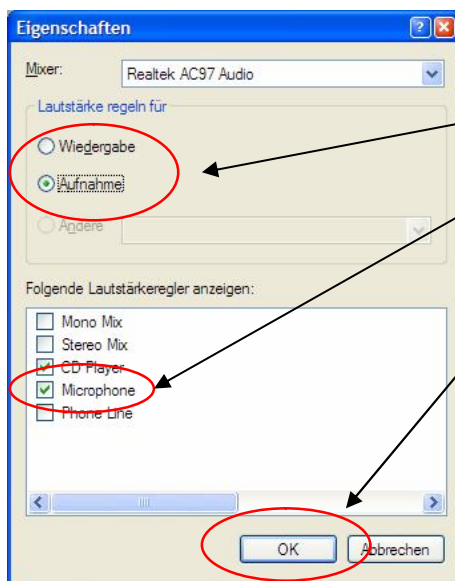 Eigenschaften
Mixer: Realtek AC97 Audio
Lautstärke regeln für
Wiedergabe
Aufnahme
Andere
Folgende Lautstärkeregler anzeigen:
Mono Mix
Stereo Mix
CD Player
Microphone
Phone Line
OK Abbrechen